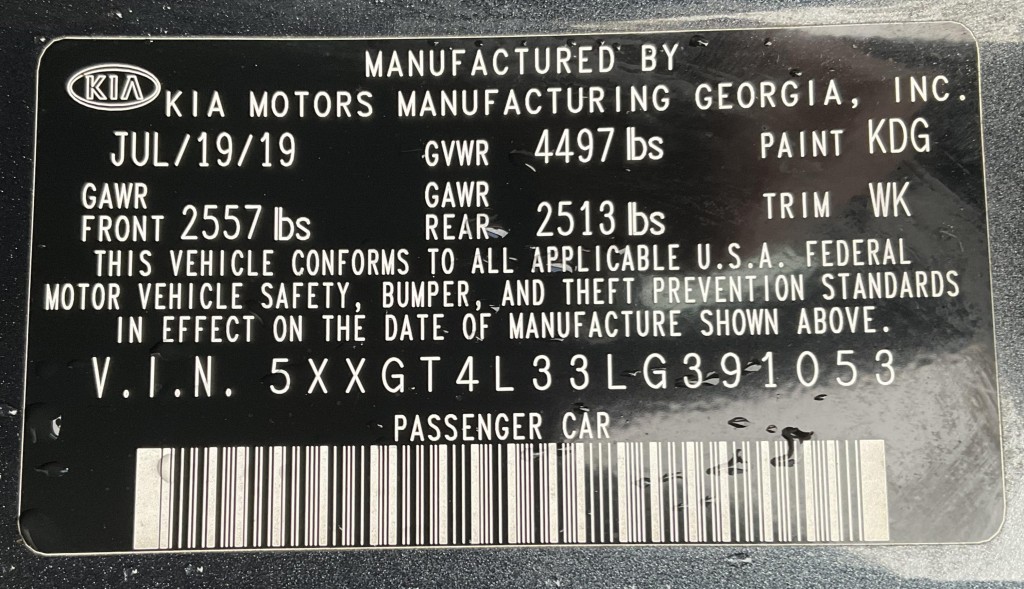 MANUFACTURED BY
KIA KIA MOTORS MANUFACTURING GEORGIA, INC.
JUL/19/19 GVWR 4497 lbs PAINT KDG
GAWR FRONT 2557 lbs GAWR REAR 2513 lbs TRIM WK
THIS VEHICLE CONFORMS TO ALL APPLICABLE U.S.A. FEDERAL
MOTOR VEHICLE SAFETY, BUMPER, AND THEFT PREVENTION STANDARDS
IN EFFECT ON THE DATE OF MANUFACTURE SHOWN ABOVE.
V.I.N. 5XXGT4L33LG391053
PASSENGER CAR